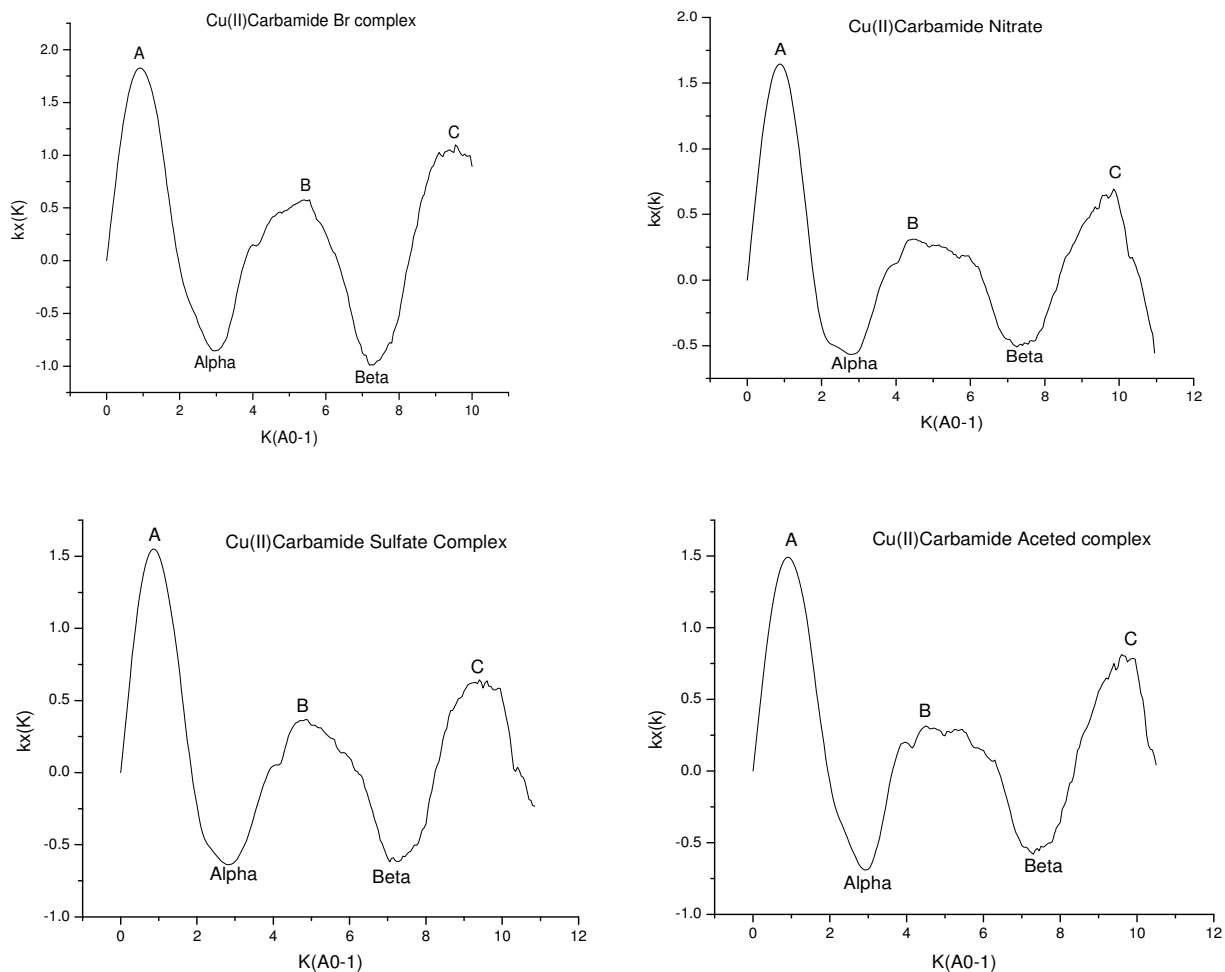 Cu(II)Carbamide Br complex
A
B
C
Alpha
Beta
2.0
1.5
1.0
0.5
0.0
-0.5
-1.0
kx(K)
0 2 4 6 8 10
K(A0-1)
Cu(II)Carbamide Nitrate
A
B
C
Alpha
Beta
2.0
1.5
1.0
0.5
0.0
-0.5
kx(k)
0 2 4 6 8 10 12
K(A0-1)
Cu(II)Carbamide Sulfate Complex
A
B
C
Alpha
Beta
1.5
1.0
0.5
0.0
-0.5
-1.0
kx(K)
0 2 4 6 8 10 12
K(A0-1)
Cu(II)Carbamide Aceted complex
A
B
C
Alpha
Beta
1.5
1.0
0.5
0.0
-0.5
-1.0
kx(k)
0 2 4 6 8 10 12
K(A0-1)